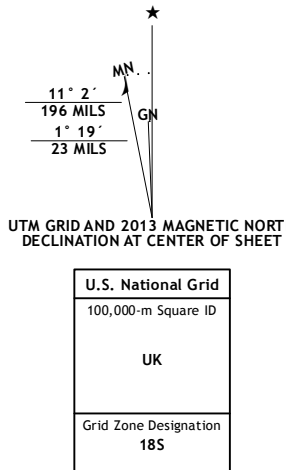 ★
MN
GN
11° 2´
196 MILS
1° 19´
23 MILS
UTM GRID AND 2013 MAGNETIC NORT
DECLINATION AT CENTER OF SHEET
U.S. National Grid
100,000-m Square ID
UK
Grid Zone Designation
18S